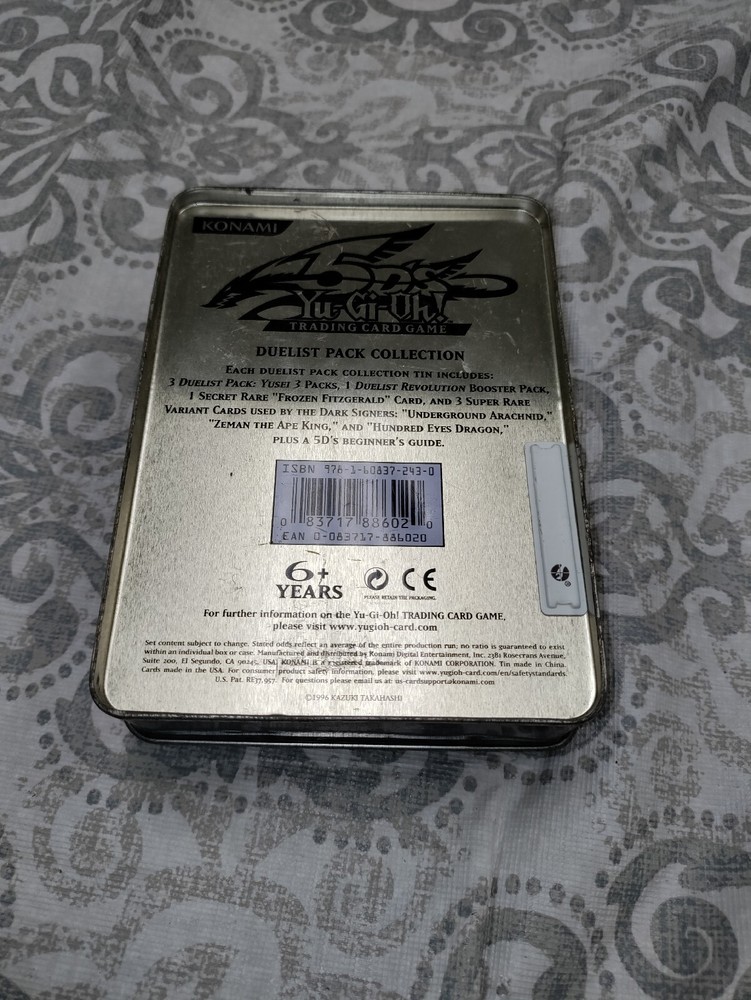 KONAMI
5D's
Yu-Gi-Oh!
TRADING CARD GAME
DUELIST PACK COLLECTION
EACH DUELIST PACK COLLECTION TIN INCLUDES:
3 DUELIST PACK: YUSEI 3 PACKS, 1 DUELIST REVOLUTION BOOSTER PACK,
1 SECRET RARE "FROZEN FITZGERALD" CARD, AND 3 SUPER RARE
VARIANT CARDS USED BY THE DARK SIGNERS: "UNDERGROUND ARACHNID,"
"ZEMAN THE APE KING," AND "HUNDRED EYES DRAGON,"
PLUS A 5D'S BEGINNER'S GUIDE.
ISBN 978-1-60837-243-0
0 83717 88602 0
EAN 0-083717-886020
6+
YEARS
PLEASE RETAIN THE PACKAGING.
CE
For further information on the Yu-Gi-Oh! TRADING CARD GAME,
please visit www.yugioh-card.com
Set content subject to change. Stated odds reflect an average of the entire production run; no ratio is guaranteed to exist
within an individual box or case. Manufactured and distributed by Konami Digital Entertainment, Inc. 2381 Rosecrans Avenue,
Suite 200, El Segundo, CA 90245, USA. KONAMI is a registered trademark of KONAMI CORPORATION. Tin made in China.
Cards made in the USA. For consumer product safety information, please visit www.yugioh-card.com/en/safetystandards.
U.S. Pat. RE37,957. For questions please email us at: us-cardsupport@konami.com
©1996 KAZUKI TAKAHASHI